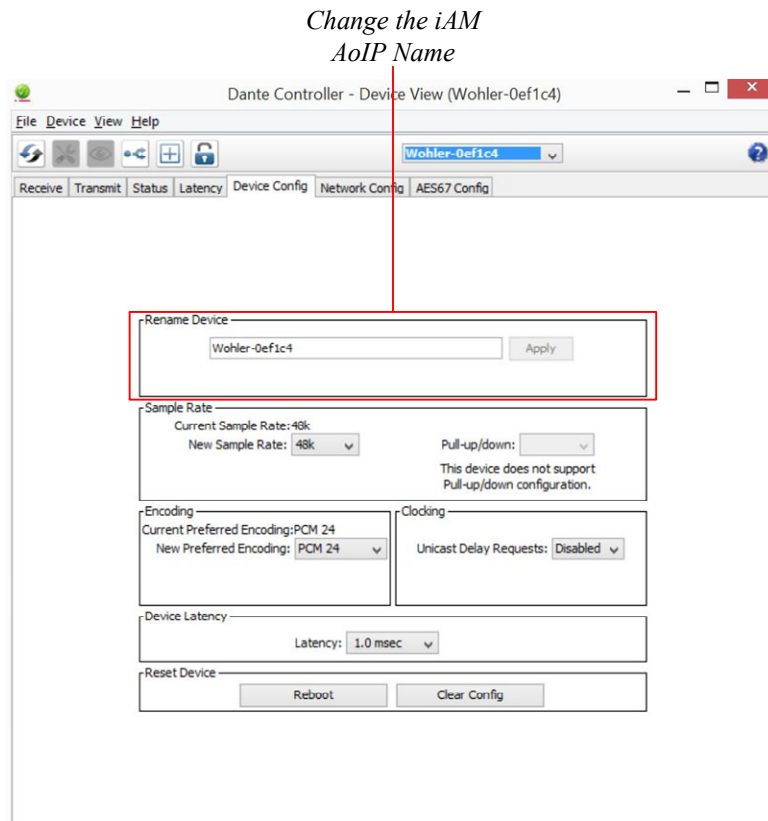 Change the iAM
AoIP Name
Dante Controller - Device View (Wohler-0ef1c4)
File Device View Help
Wohler-0ef1c4
Receive Transmit Status Latency Device Config Network Config AES67 Config
Rename Device
Wohler-0ef1c4 Apply
Sample Rate
Current Sample Rate:48k
New Sample Rate: 48k Pull-up/down:
This device does not support
Pull-up/down configuration.
Encoding Clocking
Current Preferred Encoding:PCM 24
New Preferred Encoding: PCM 24 Unicast Delay Requests: Disabled
Device Latency
Latency: 1.0 msec
Reset Device
Reboot Clear Config